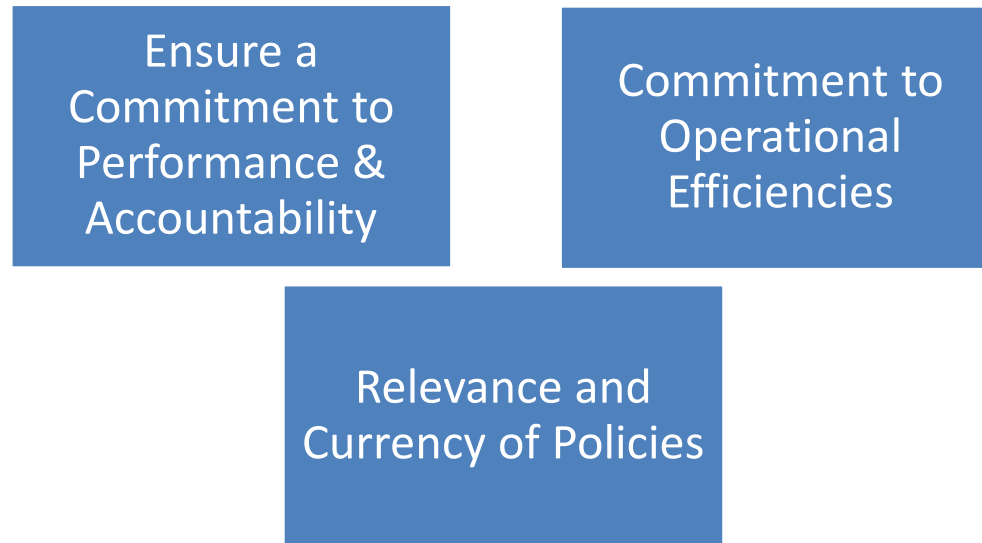 Ensure a
Commitment to
Performance &
Accountability
Commitment to
Operational
Efficiencies
Relevance and
Currency of Policies